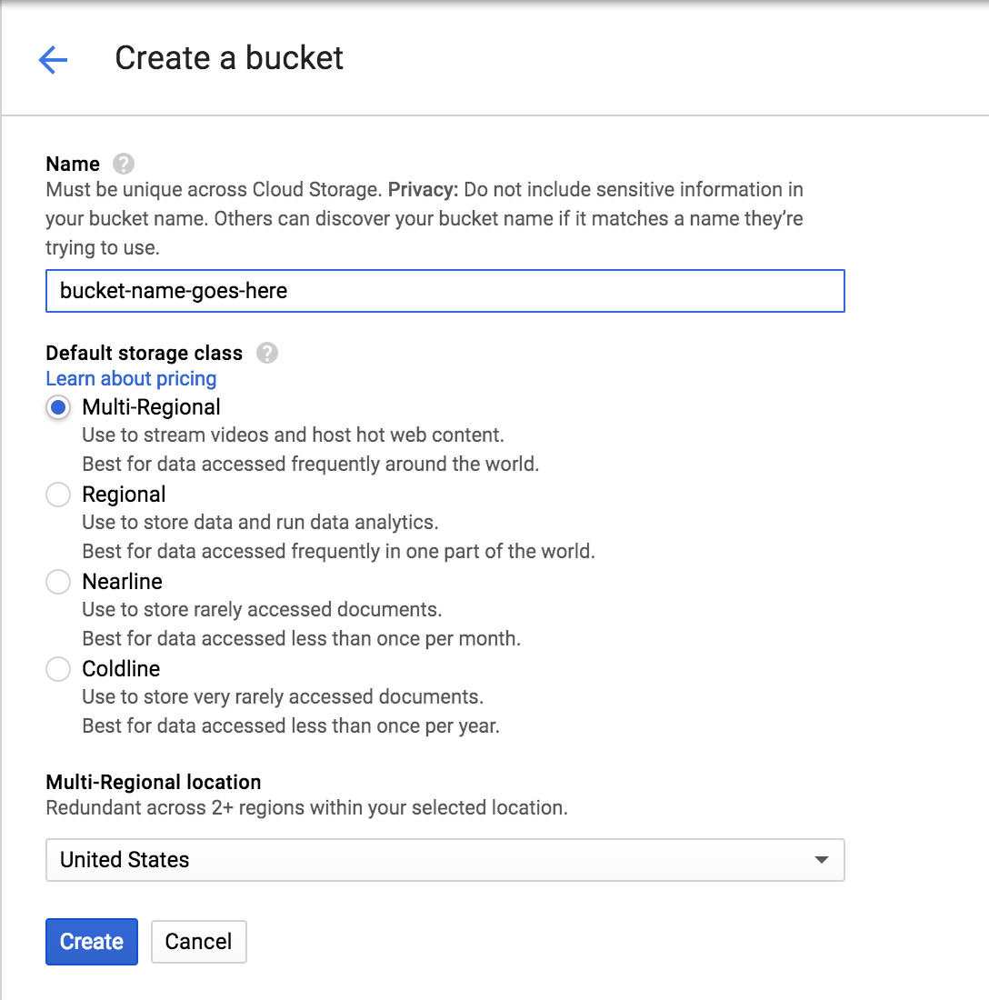 Create a bucket
Name ?
Must be unique across Cloud Storage. Privacy: Do not include sensitive information in
your bucket name. Others can discover your bucket name if it matches a name they’re
trying to use.
bucket-name-goes-here
Default storage class ?
Learn about pricing
Multi-Regional
Use to stream videos and host hot web content.
Best for data accessed frequently around the world.
Regional
Use to store data and run data analytics.
Best for data accessed frequently in one part of the world.
Nearline
Use to store rarely accessed documents.
Best for data accessed less than once per month.
Coldline
Use to store very rarely accessed documents.
Best for data accessed less than once per year.
Multi-Regional location
Redundant across 2+ regions within your selected location.
United States
Create Cancel